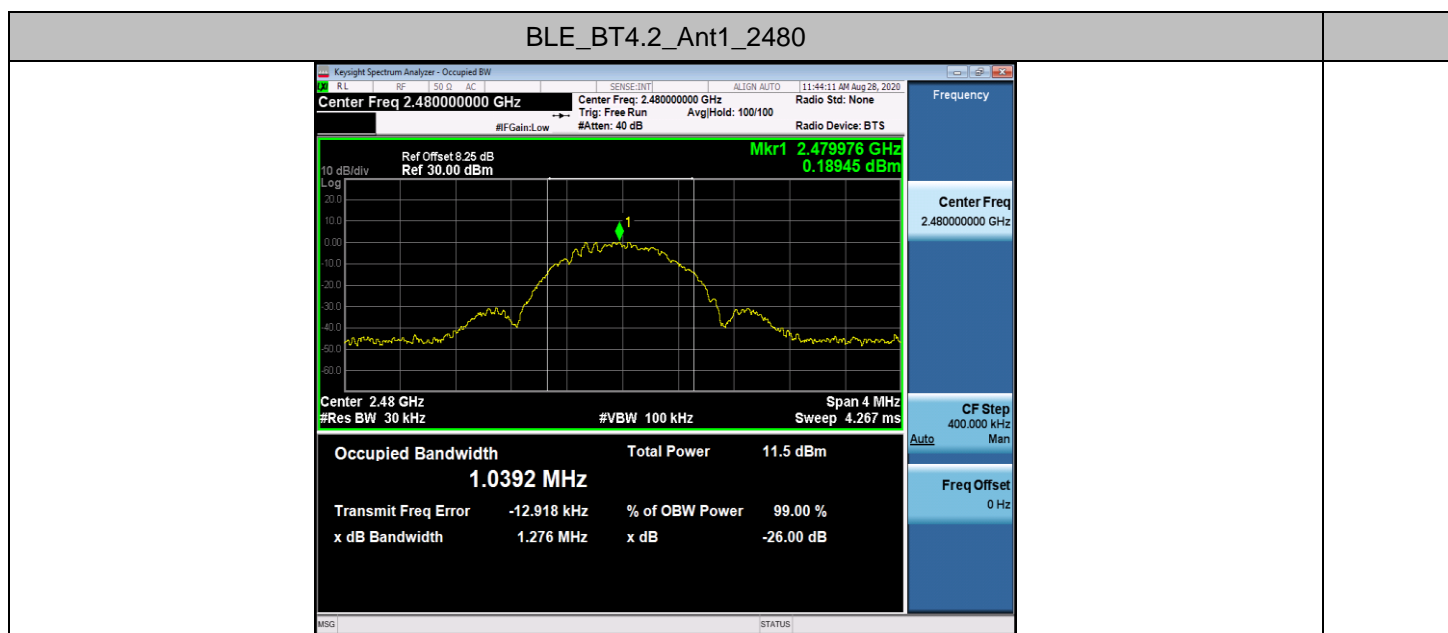 BLE_BT4.2_Ant1_2480
Keysight Spectrum Analyzer - Occupied BW
RL RF 50 Ω AC SENSE:INT ALIGN AUTO 11:44:11 AM Aug 28, 2020
Center Freq 2.480000000 GHz
Center Freq: 2.480000000 GHz Radio Std: None
Trig: Free Run Avg|Hold: 100/100
#IFGain:Low #Atten: 40 dB Radio Device: BTS
Frequency
Mkr1 2.479976 GHz
0.18945 dBm
Ref Offset 8.25 dB
10 dB/div Ref 30.00 dBm
Log
20.0
10.0
0.00
-10.0
-20.0
-30.0
-40.0
-50.0
-60.0
1
Center 2.48 GHz Span 4 MHz
#Res BW 30 kHz #VBW 100 kHz Sweep 4.267 ms
Center Freq
2.480000000 GHz
CF Step
400.000 kHz
Auto Man
Freq Offset
0 Hz
Occupied Bandwidth Total Power 11.5 dBm
1.0392 MHz
Transmit Freq Error -12.918 kHz % of OBW Power 99.00 %
x dB Bandwidth 1.276 MHz x dB -26.00 dB
MSG STATUS